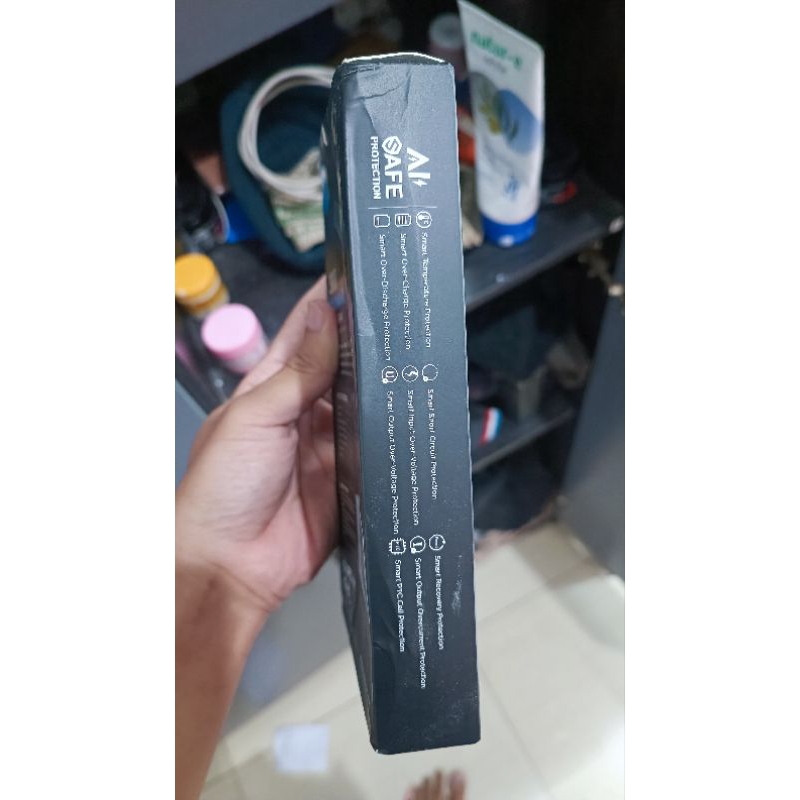 AI
SAFE
PROTECTION
Smart Temperature Protection
Smart Over-Charge Protection
Smart Over-Discharge Protection
Smart Smart Circuit Protection
Smart Input Over-Voltage Protection
Smart Output Over-Voltage Protection
Smart Recovery Protection
Smart Output Overcurrent Protection
Smart PTC Cell Protection
natur-e